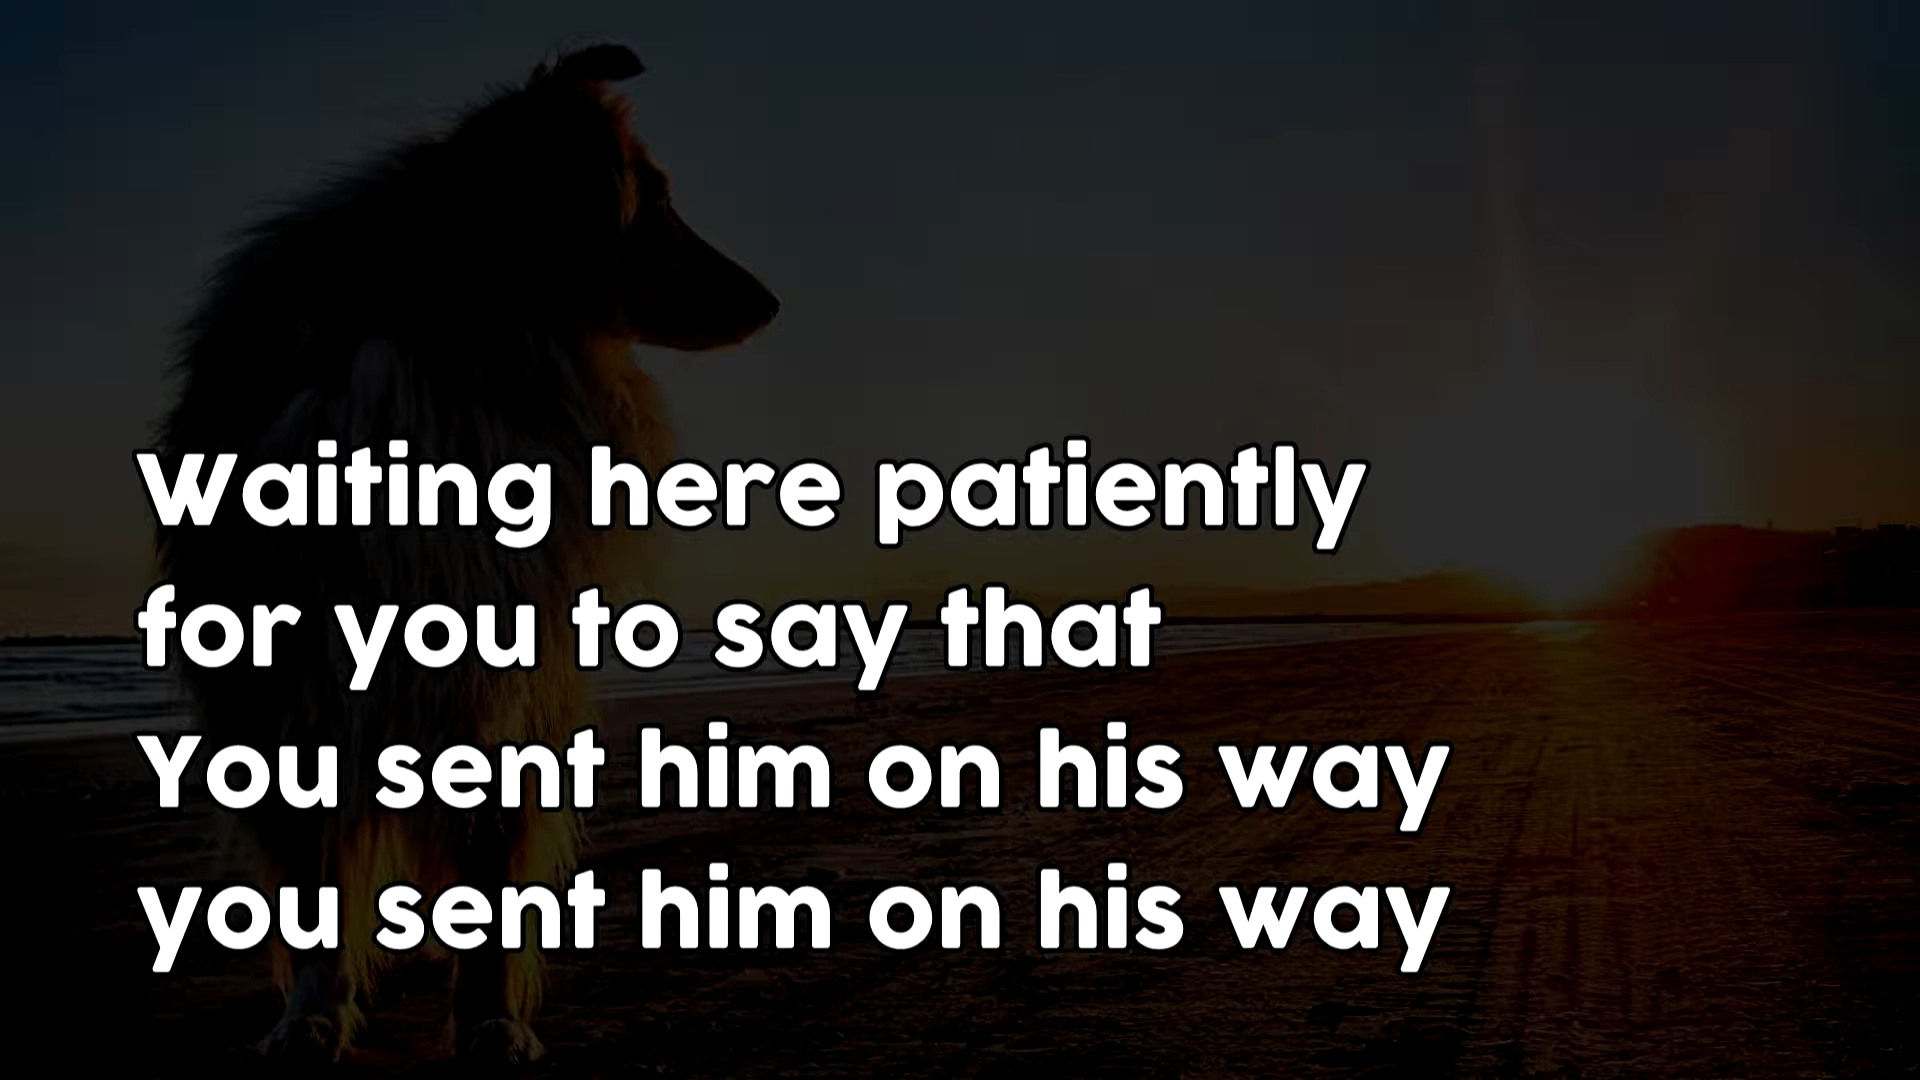 Waiting here patiently
for you to say that
You sent him on his way
you sent him on his way